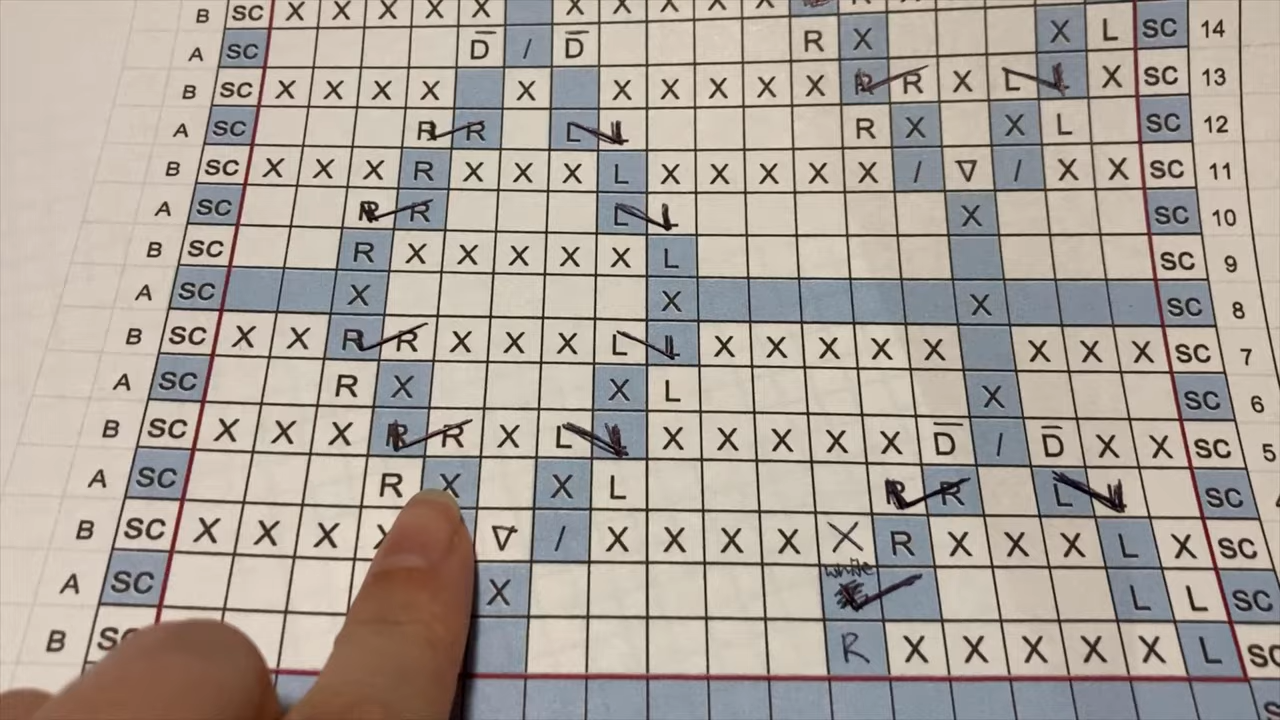 B SC X X X X X X X X X X
A SC D̅ / D̅ R X X L SC 14
B SC X X X X X X X X X X R R X L L X SC 13
A SC R R L L R X X L SC 12
B SC X X X R X X X L X X X X X / ∇ / X X SC 11
A SC R R L L X SC 10
B SC R X X X X X L SC 9
A SC X X X SC 8
B SC X X R R X X X L L X X X X X X X X SC 7
A SC R X X L X SC 6
B SC X X X R R X L X X X X X D̅ / D̅ X X SC 5
A SC R X X L R R L L SC
B SC X X X X ∇ / X X X X X R X X X L X SC
A SC X white L L SC
B SC R X X X X X L SC